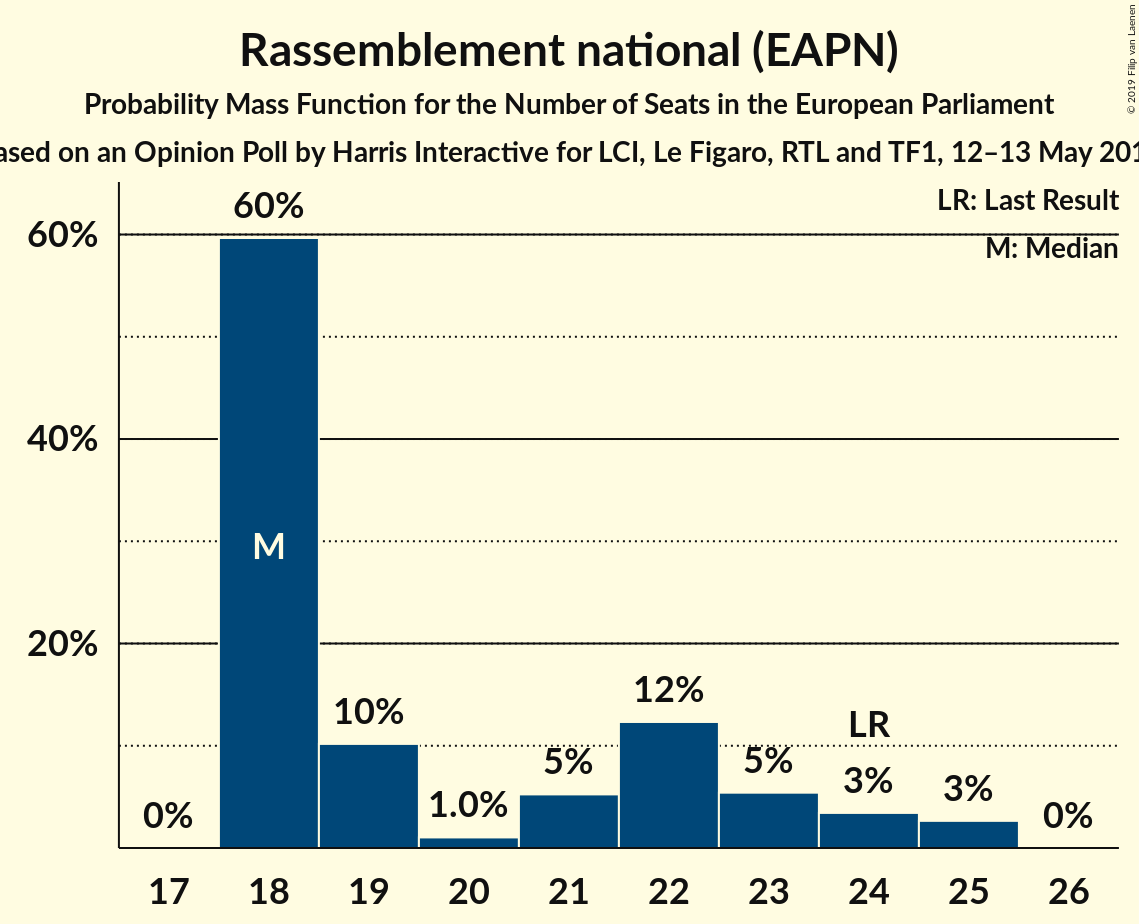 Rassemblement national (EAPN)
Probability Mass Function for the Number of Seats in the European Parliament
ased on an Opinion Poll by Harris Interactive for LCI, Le Figaro, RTL and TF1, 12–13 May 201
© 2019 Filip van Laenen
LR: Last Result
M: Median
60%
40%
20%
0%
60%
M
10%
1.0%
5%
12%
5%
LR
3%
3%
0%
17 18 19 20 21 22 23 24 25 26